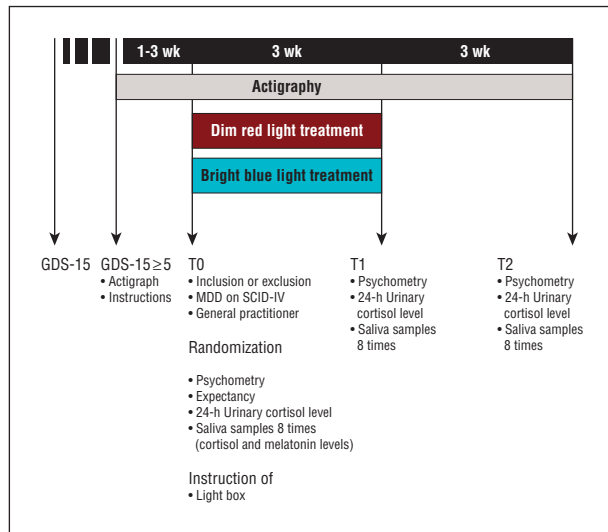 1-3 wk 3 wk 3 wk
Actigraphy
Dim red light treatment
Bright blue light treatment
GDS-15
GDS-15≥5
• Actigraph
• Instructions
T0
• Inclusion or exclusion
• MDD on SCID-IV
• General practitioner
Randomization
• Psychometry
• Expectancy
• 24-h Urinary cortisol level
• Saliva samples 8 times
(cortisol and melatonin levels)
Instruction of
• Light box
T1
• Psychometry
• 24-h Urinary
cortisol level
• Saliva samples
8 times
T2
• Psychometry
• 24-h Urinary
cortisol level
• Saliva samples
8 times